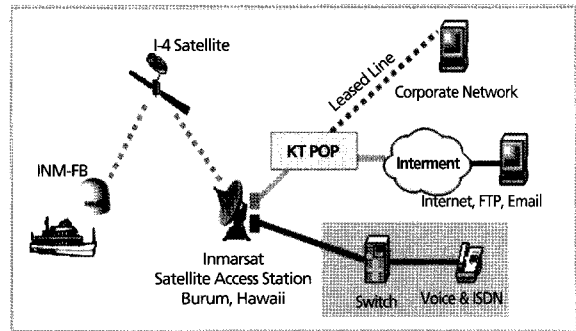 I-4 Satellite
Leased Line
Corporate Network
KT POP
INM-FB
Interment
Internet, FTP, Email
Inmarsat
Satellite Access Station
Burum, Hawaii
Switch
Voice & ISDN